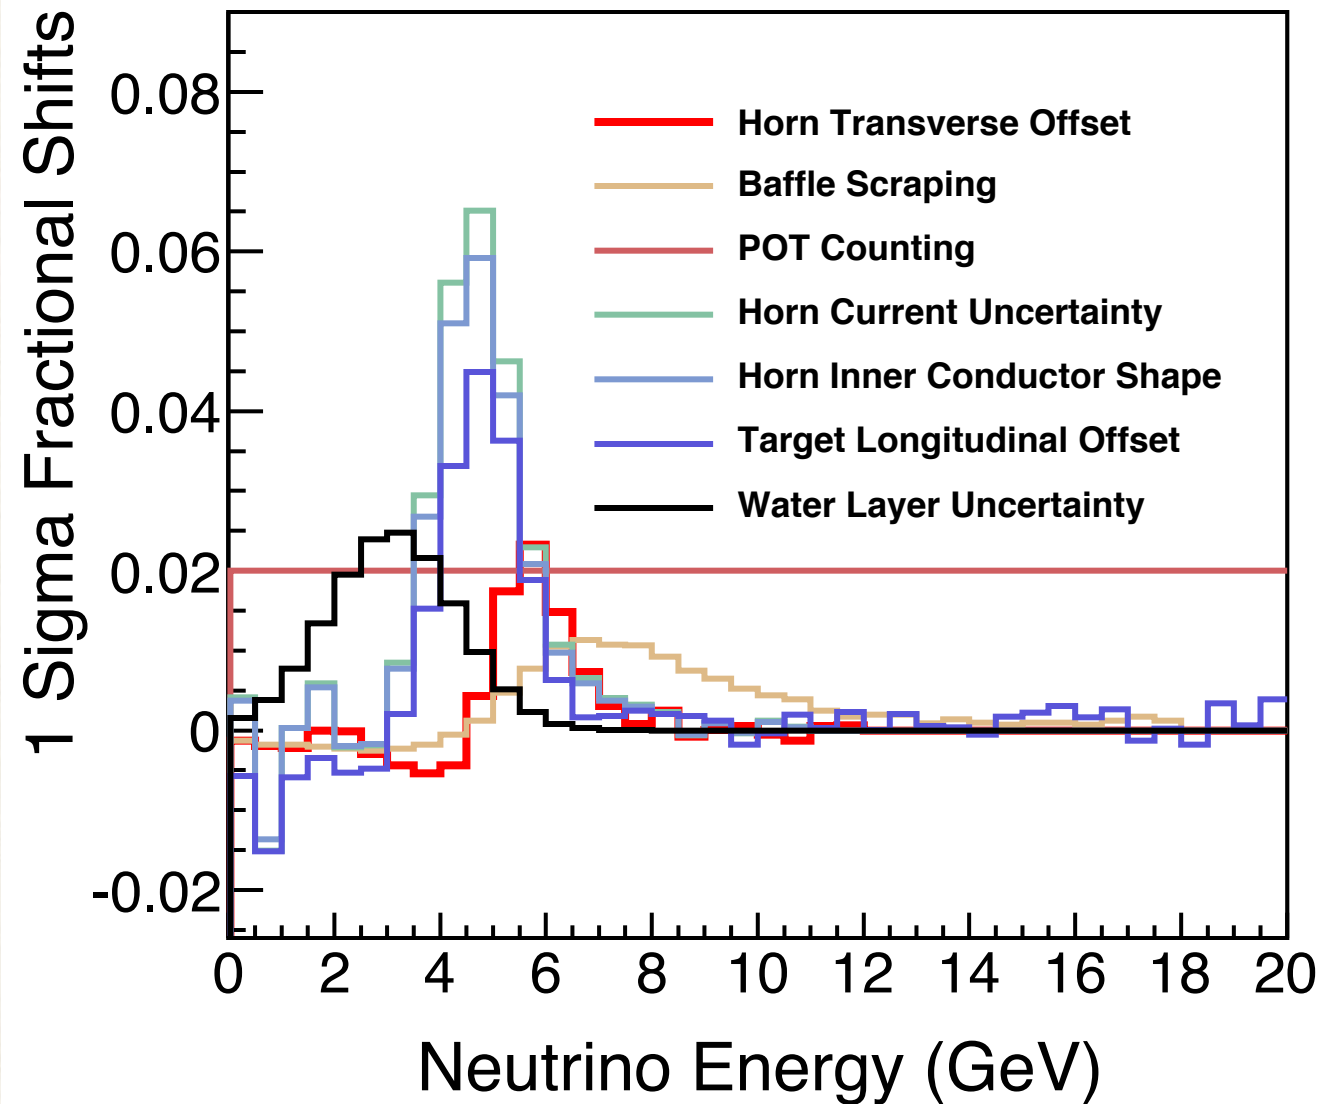 1 Sigma Fractional Shifts
0.08
0.06
0.04
0.02
0
-0.02
Horn Transverse Offset
Baffle Scraping
POT Counting
Horn Current Uncertainty
Horn Inner Conductor Shape
Target Longitudinal Offset
Water Layer Uncertainty
0 2 4 6 8 10 12 14 16 18 20
Neutrino Energy (GeV)